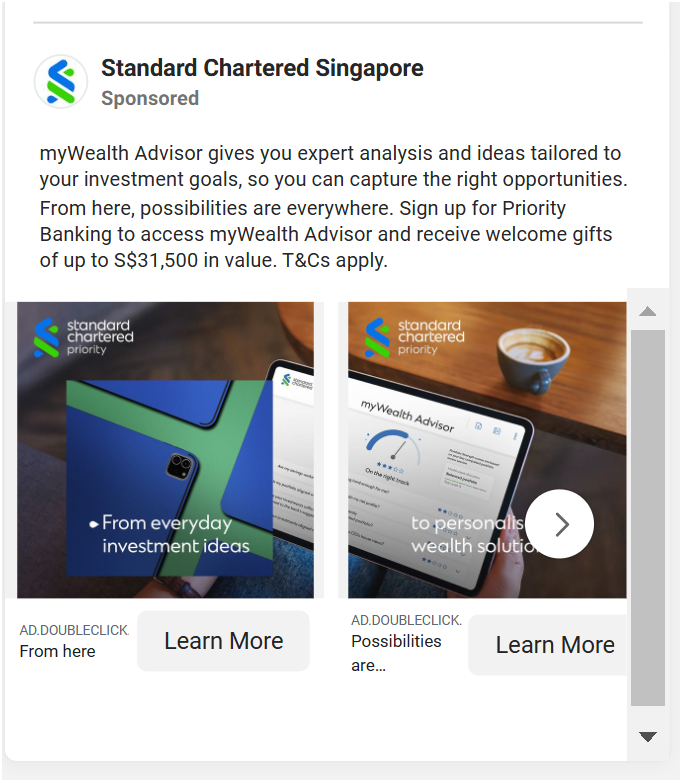 Standard Chartered Singapore
Sponsored
myWealth Advisor gives you expert analysis and ideas tailored to
your investment goals, so you can capture the right opportunities.
From here, possibilities are everywhere. Sign up for Priority
Banking to access myWealth Advisor and receive welcome gifts
of up to S$31,500 in value. T&Cs apply.
standard
chartered
priority
standard
chartered
From everyday
investment ideas
standard
chartered
priority
myWealth Advisor
On the right track
to personalis
wealth solutio
AD.DOUBLECLICK.
From here
Learn More
AD.DOUBLECLICK.
Possibilities
are…
Learn More